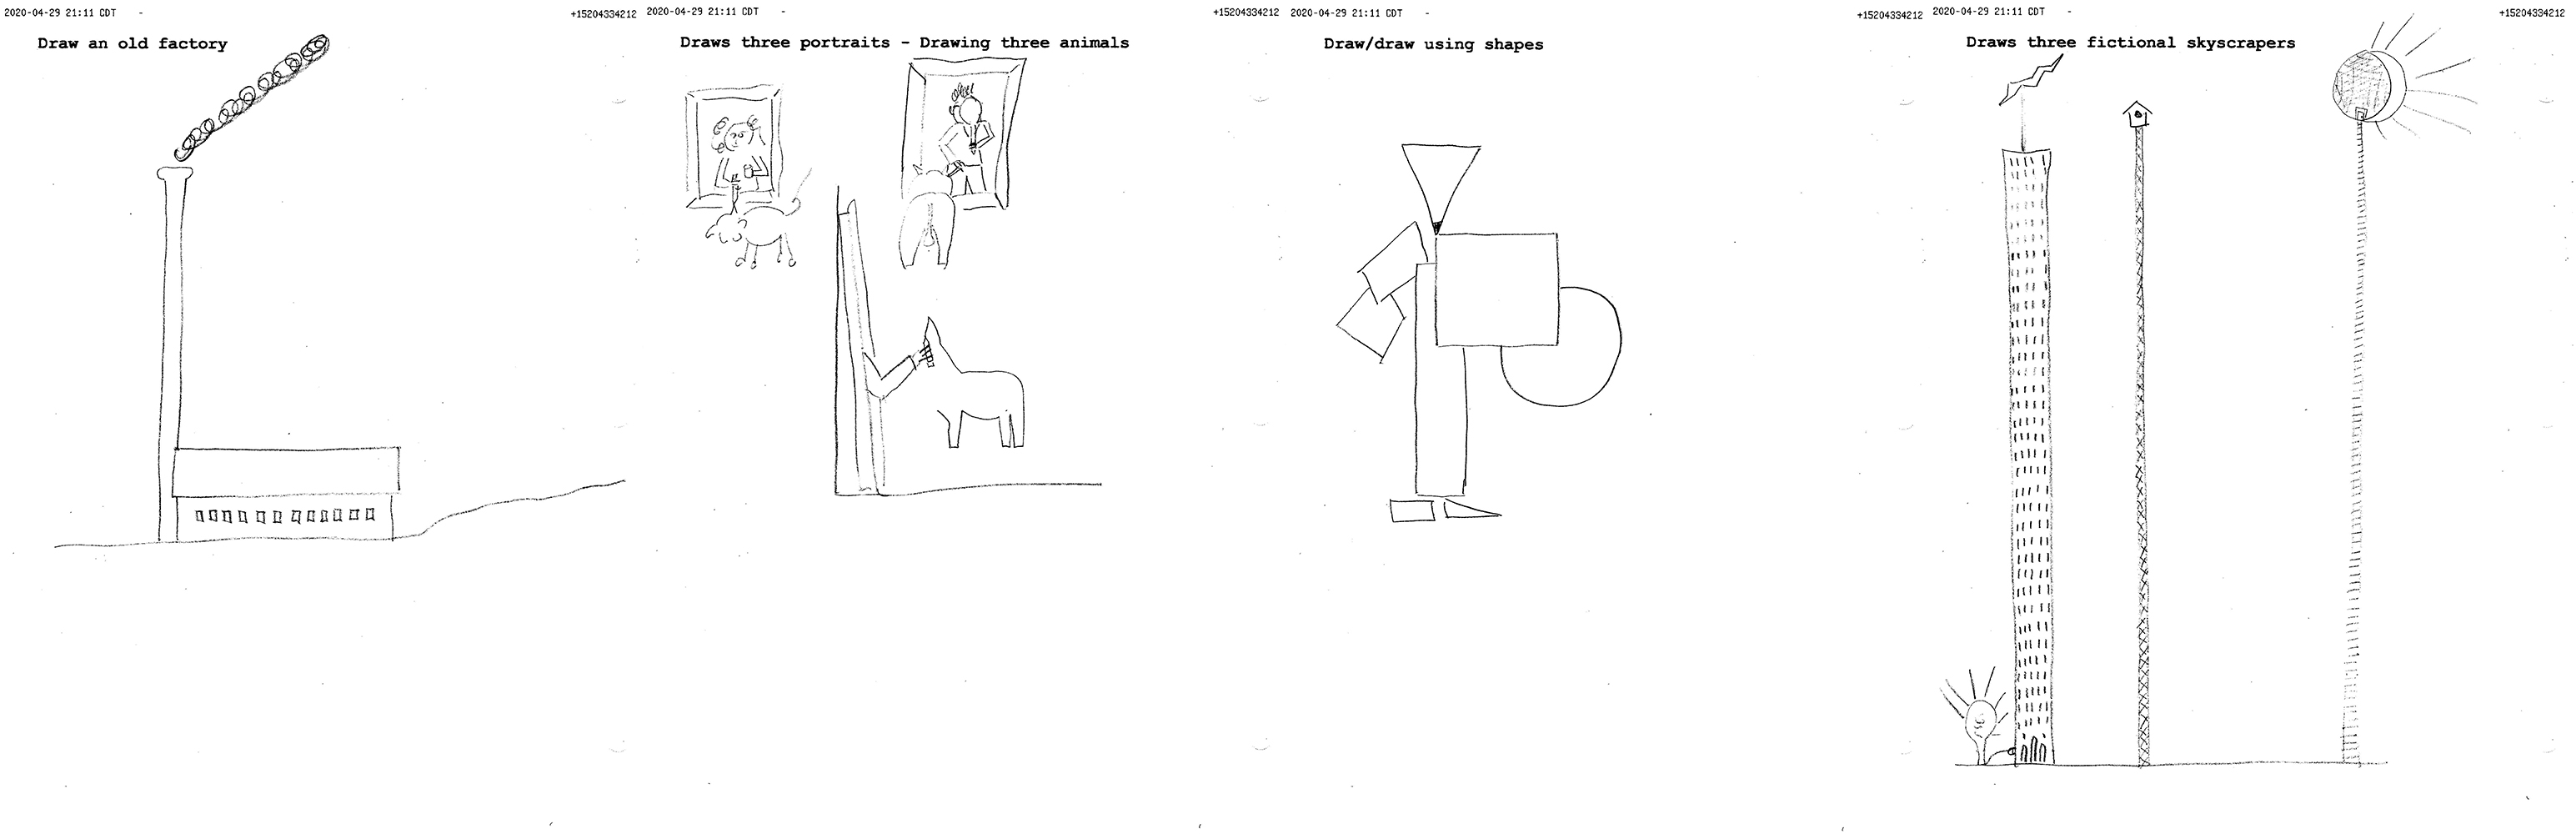 2020-04-29 21:11 CDT - +15204334212
Draw an old factory
2020-04-29 21:11 CDT - +15204334212
Draws three portraits – Drawing three animals
2020-04-29 21:11 CDT - +15204334212
Draw/draw using shapes
2020-04-29 21:11 CDT - +15204334212
Draws three fictional skyscrapers